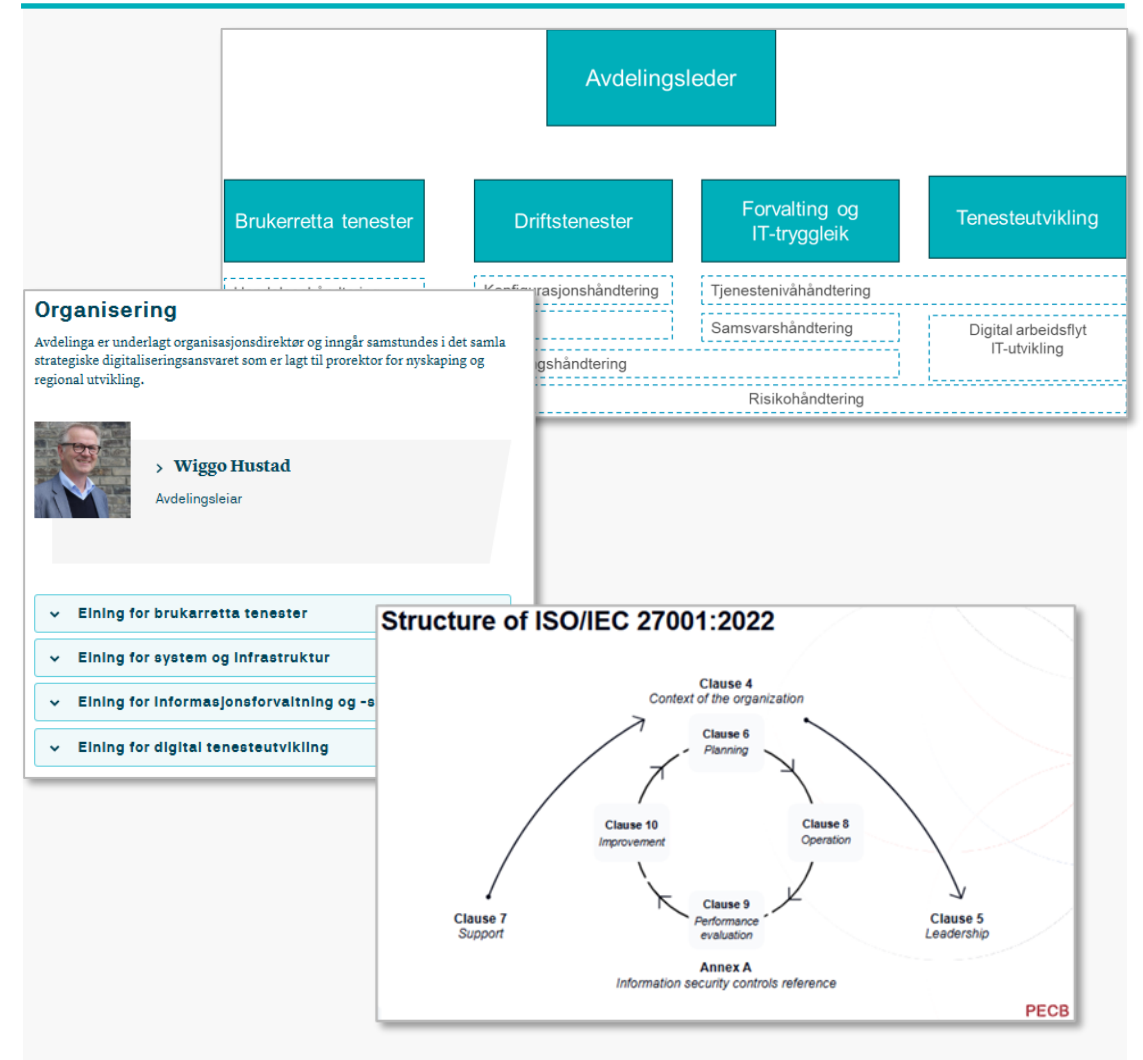 Avdelingsleder
Brukerretta tenester
Driftstenester
Forvalting og
IT-tryggleik
Tenesteutvikling
Tjenestenivåhåndtering
Samsvarshåndtering
Digital arbeidsflyt
IT-utvikling
Risikohåndtering
Organisering
Avdelinga er underlagt organisasjonsdirektør og inngår samstundes i det samla
strategiske digitaliseringsansvaret som er lagt til prorektor for nyskaping og
regional utvikling.
> Wiggo Hustad
Avdelingsleiar
Eining for brukarretta tenester
Eining for system og infrastruktur
Eining for informasjonsforvaltning og -s
Eining for digital tenesteutvikling
Structure of ISO/IEC 27001:2022
Clause 4
Context of the organization
Clause 6
Planning
Clause 10
Improvement
Clause 8
Operation
Clause 9
Performance
evaluation
Clause 7
Support
Clause 5
Leadership
Annex A
Information security controls reference
PECB